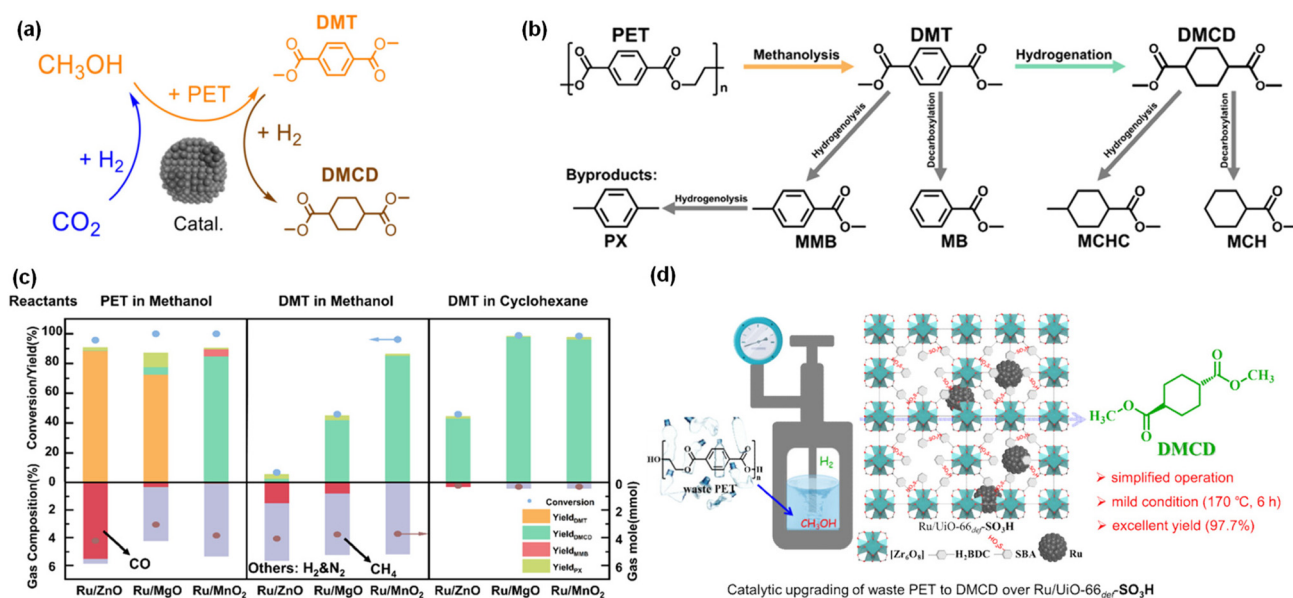 (a)
DMT
CH3OH
+ PET
+ H2
+ H2
DMCD
CO2
Catal.
(b)
PET
Methanolysis
DMT
Hydrogenation
DMCD
n
Hydrogenolysis
Decarboxylation
Hydrogenolysis
Decarboxylation
Byproducts:
Hydrogenolysis
PX
MMB
MB
MCHC
MCH
(c)
Reactants
PET in Methanol
DMT in Methanol
DMT in Cyclohexane
Conversion/Yield(%)
100
80
60
40
20
0
Gas Composition(%)
2
4
6
0
2
4
6
Gas mole(mmol)
CO
Others: H2&N2
CH4
Conversion
YieldDMT
YieldDMCD
YieldMMB
YieldPX
Ru/ZnO Ru/MgO Ru/MnO2 Ru/ZnO Ru/MgO Ru/MnO2 Ru/ZnO Ru/MgO Ru/MnO2
(d)
H2
waste PET
CH3OH
Ru/UiO-66def-SO3H
[Zr6O8]
H2BDC
HO3S
SBA
Ru
H3C
CH3
DMCD
➢ simplified operation
➢ mild condition (170 °C, 6 h)
➢ excellent yield (97.7%)
Catalytic upgrading of waste PET to DMCD over Ru/UiO-66def-SO3H